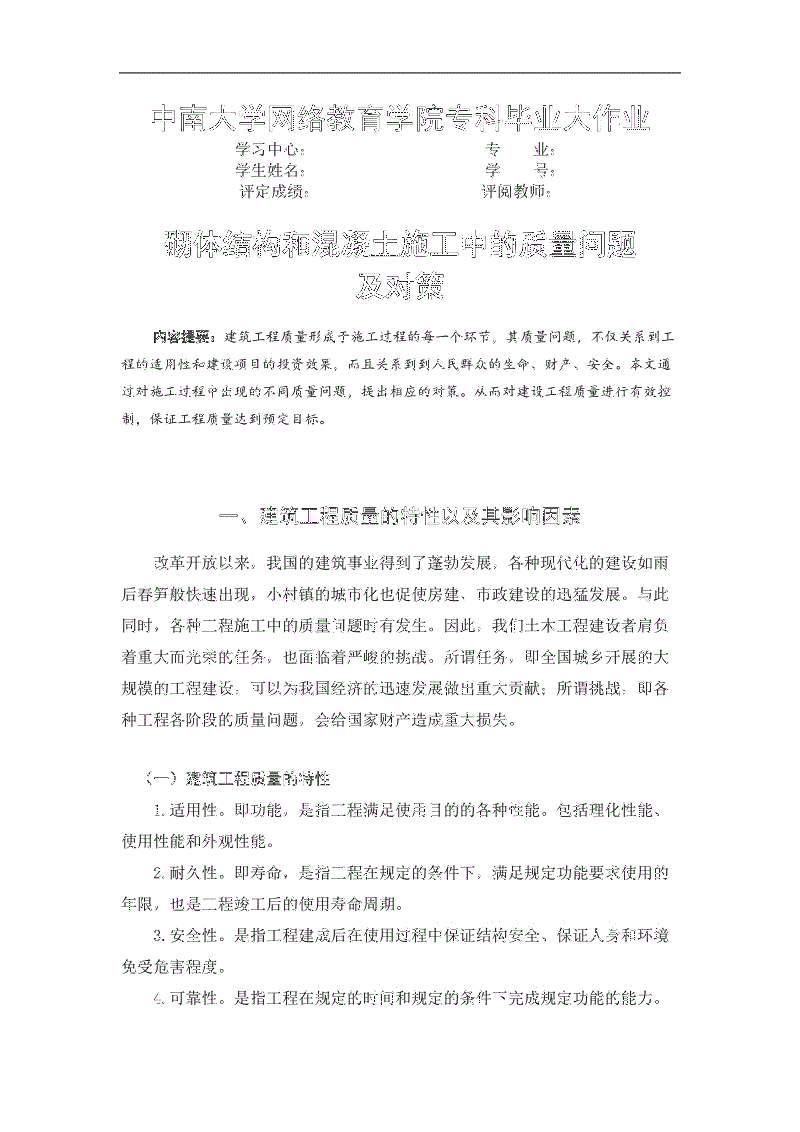 中南大学网络教育学院专科毕业大作业
学习中心： 专 业：
学生姓名： 学 号：
评定成绩： 评阅教师：
砌体结构和混凝土施工中的质量问题
及对策
内容提要：建筑工程质量形成于施工过程的每一个环节，其质量问题，不仅关系到工
程的适用性和建设项目的投资效果，而且关系到到人民群众的生命、财产、安全。本文通
过对施工过程中出现的不同质量问题，提出相应的对策。从而对建设工程质量进行有效控
制，保证工程质量达到预定目标。
一、建筑工程质量的特性以及其影响因素
改革开放以来，我国的建筑事业得到了蓬勃发展，各种现代化的建设如雨
后春笋般快速出现，小村镇的城市化也促使房建、市政建设的迅猛发展。与此
同时，各种工程施工中的质量问题时有发生。因此，我们土木工程建设者肩负
着重大而光荣的任务，也面临着严峻的挑战。所谓任务，即全国城乡开展的大
规模的工程建设，可以为我国经济的迅速发展做出重大贡献；所谓挑战，即各
种工程各阶段的质量问题，会给国家财产造成重大损失。
（一）建筑工程质量的特性
1.适用性。即功能，是指工程满足使用目的的各种性能。包括理化性能、
使用性能和外观性能。
2.耐久性。即寿命，是指工程在规定的条件下，满足规定功能要求使用的
年限，也是工程竣工后的使用寿命周期。
3.安全性。是指工程建成后在使用过程中保证结构安全、保证人身和环境
免受危害程度。
4.可靠性。是指工程在规定的时间和规定的条件下完成规定功能的能力。